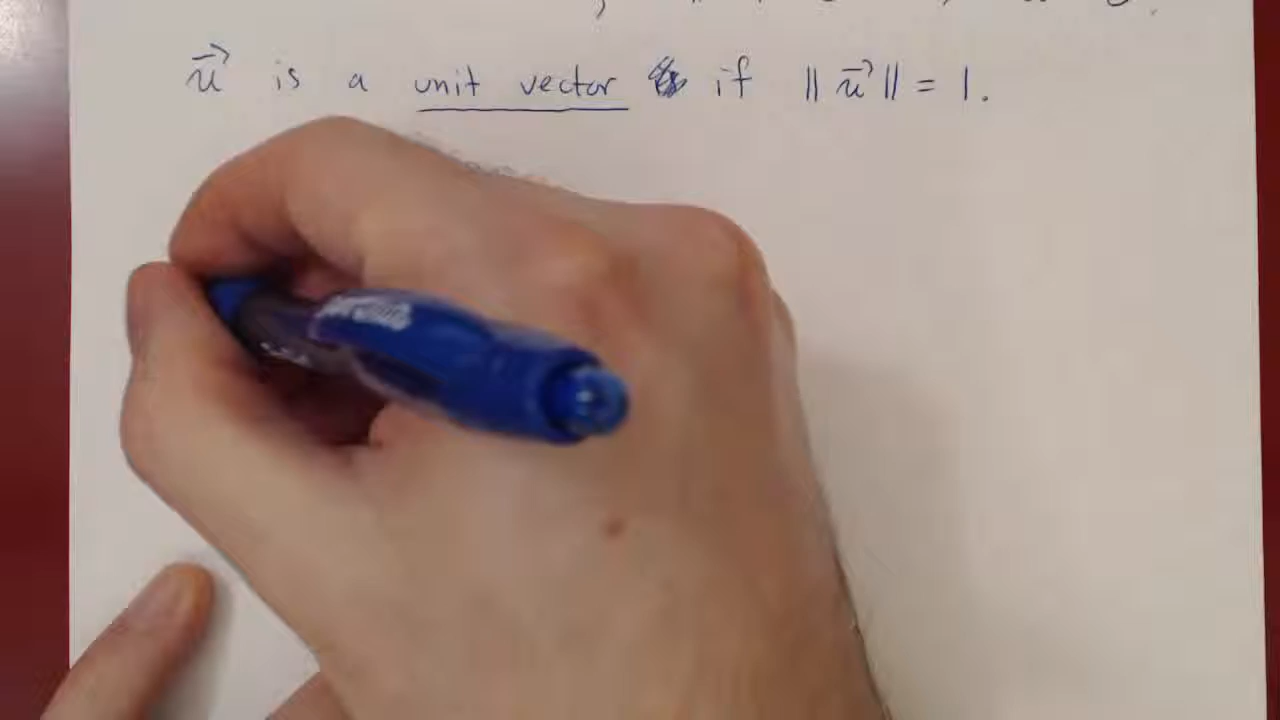 u⃗ is a unit vector if ‖ u⃗ ‖ = 1.